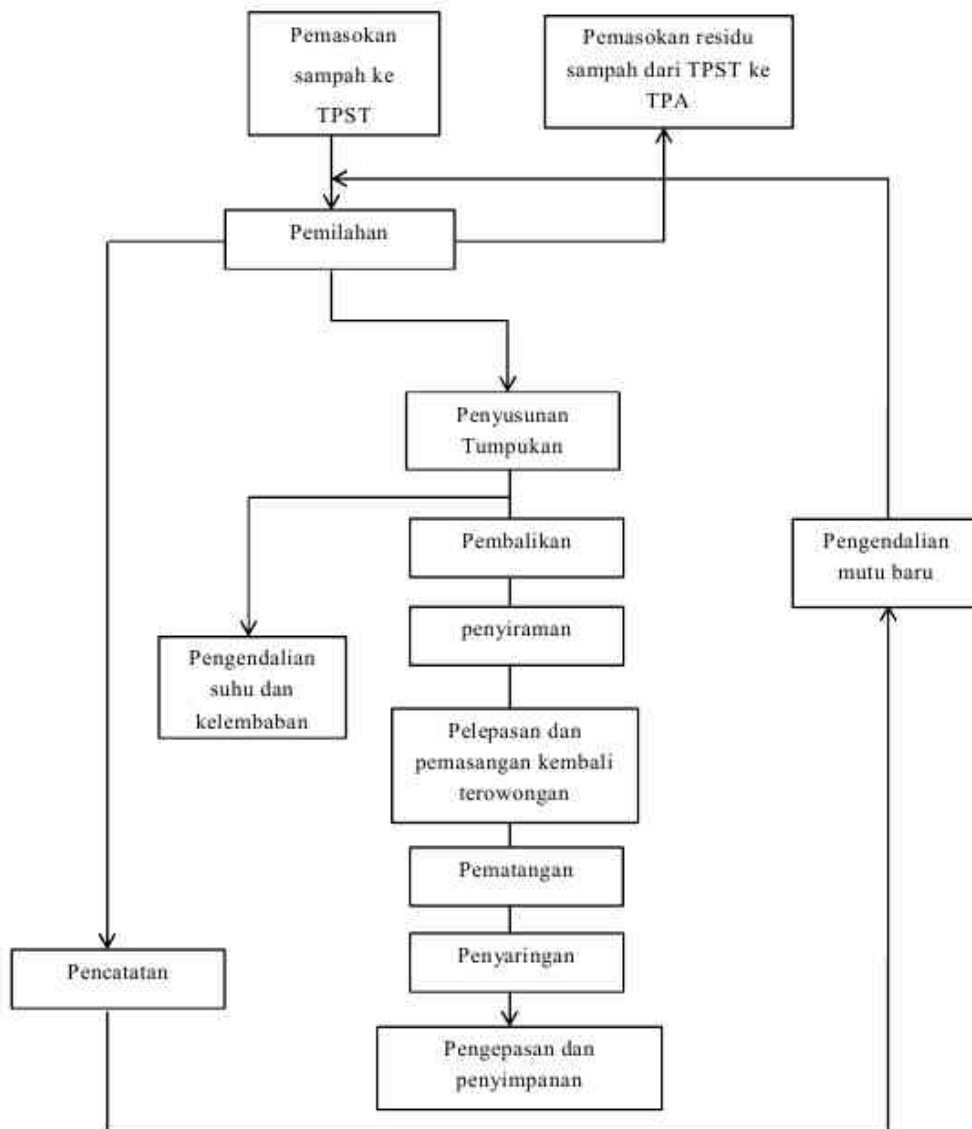 Pemasokan
sampah ke
TPST
Pemasokan residu
sampah dari TPST ke
TPA
Pemilahan
Penyusunan
Tumpukan
Pembalikan
Pengendalian
mutu baru
penyiraman
Pengendalian
suhu dan
kelembaban
Pelepasan dan
pemasangan kembali
terowongan
Pematangan
Penyaringan
Pencatatan
Pengepasan dan
penyimpanan